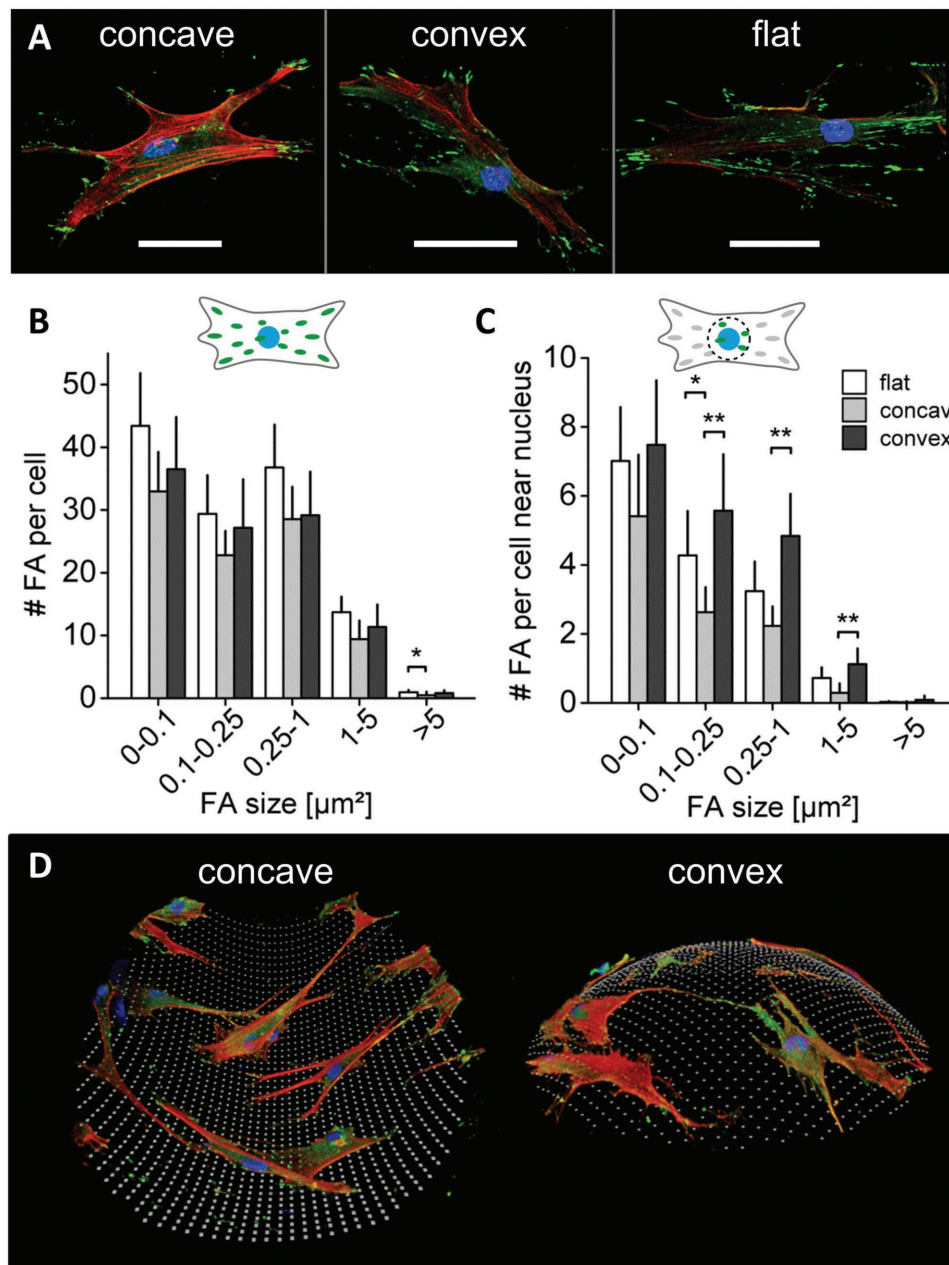 A
concave
convex
flat
B
# FA per cell
50
40
30
20
10
0
*
0-0.1
0.1-0.25
0.25-1
1-5
>5
FA size [µm²]
C
# FA per cell near nucleus
10
8
6
4
2
0
*
**
**
**
flat
concav
convex
0-0.1
0.1-0.25
0.25-1
1-5
>5
FA size [µm²]
D
concave
convex